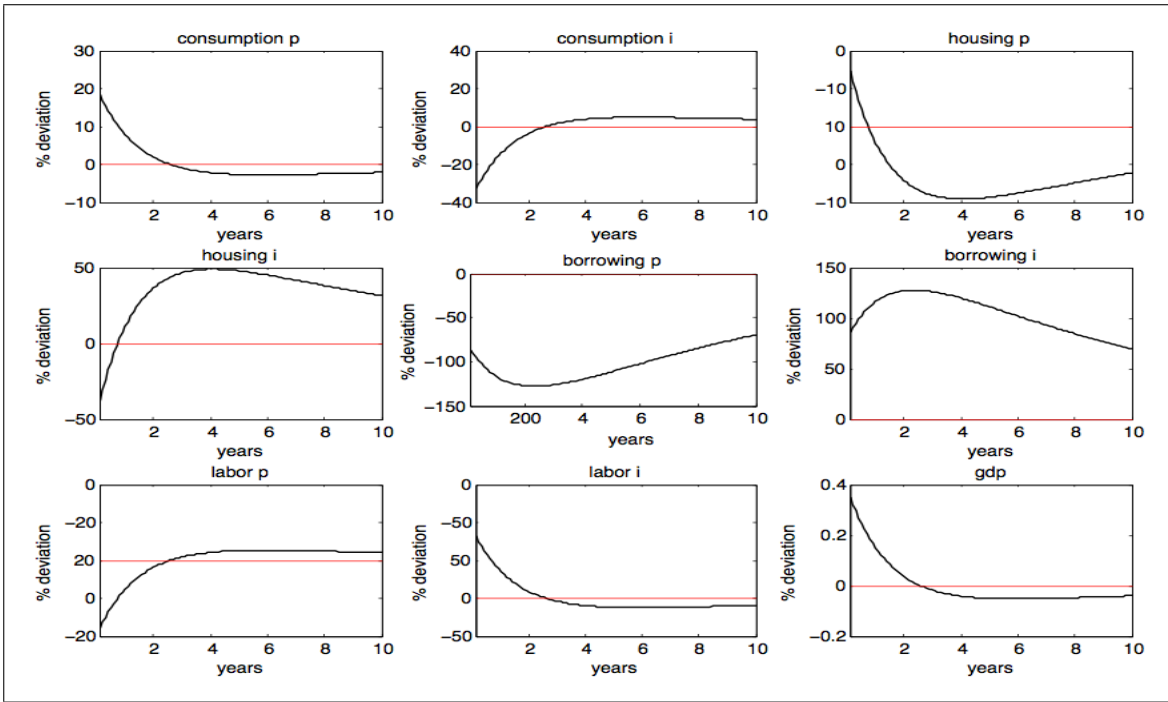 consumption p
30
20
10
0
−10
% deviation
2 4 6 8 10
years
consumption i
40
20
0
−20
−40
% deviation
2 4 6 8 10
years
housing p
0
−10
10
0
−10
% deviation
2 4 6 8 10
years
housing i
50
0
−50
% deviation
2 4 6 8 10
years
borrowing p
0
−50
−100
−150
% deviation
200 4 6 8 10
years
borrowing i
150
100
50
0
% deviation
2 4 6 8 10
years
labor p
0
−20
20
0
−20
% deviation
2 4 6 8 10
years
labor i
0
−50
50
0
−50
% deviation
2 4 6 8 10
years
gdp
0.4
0.2
0
−0.2
% deviation
2 4 6 8 10
years